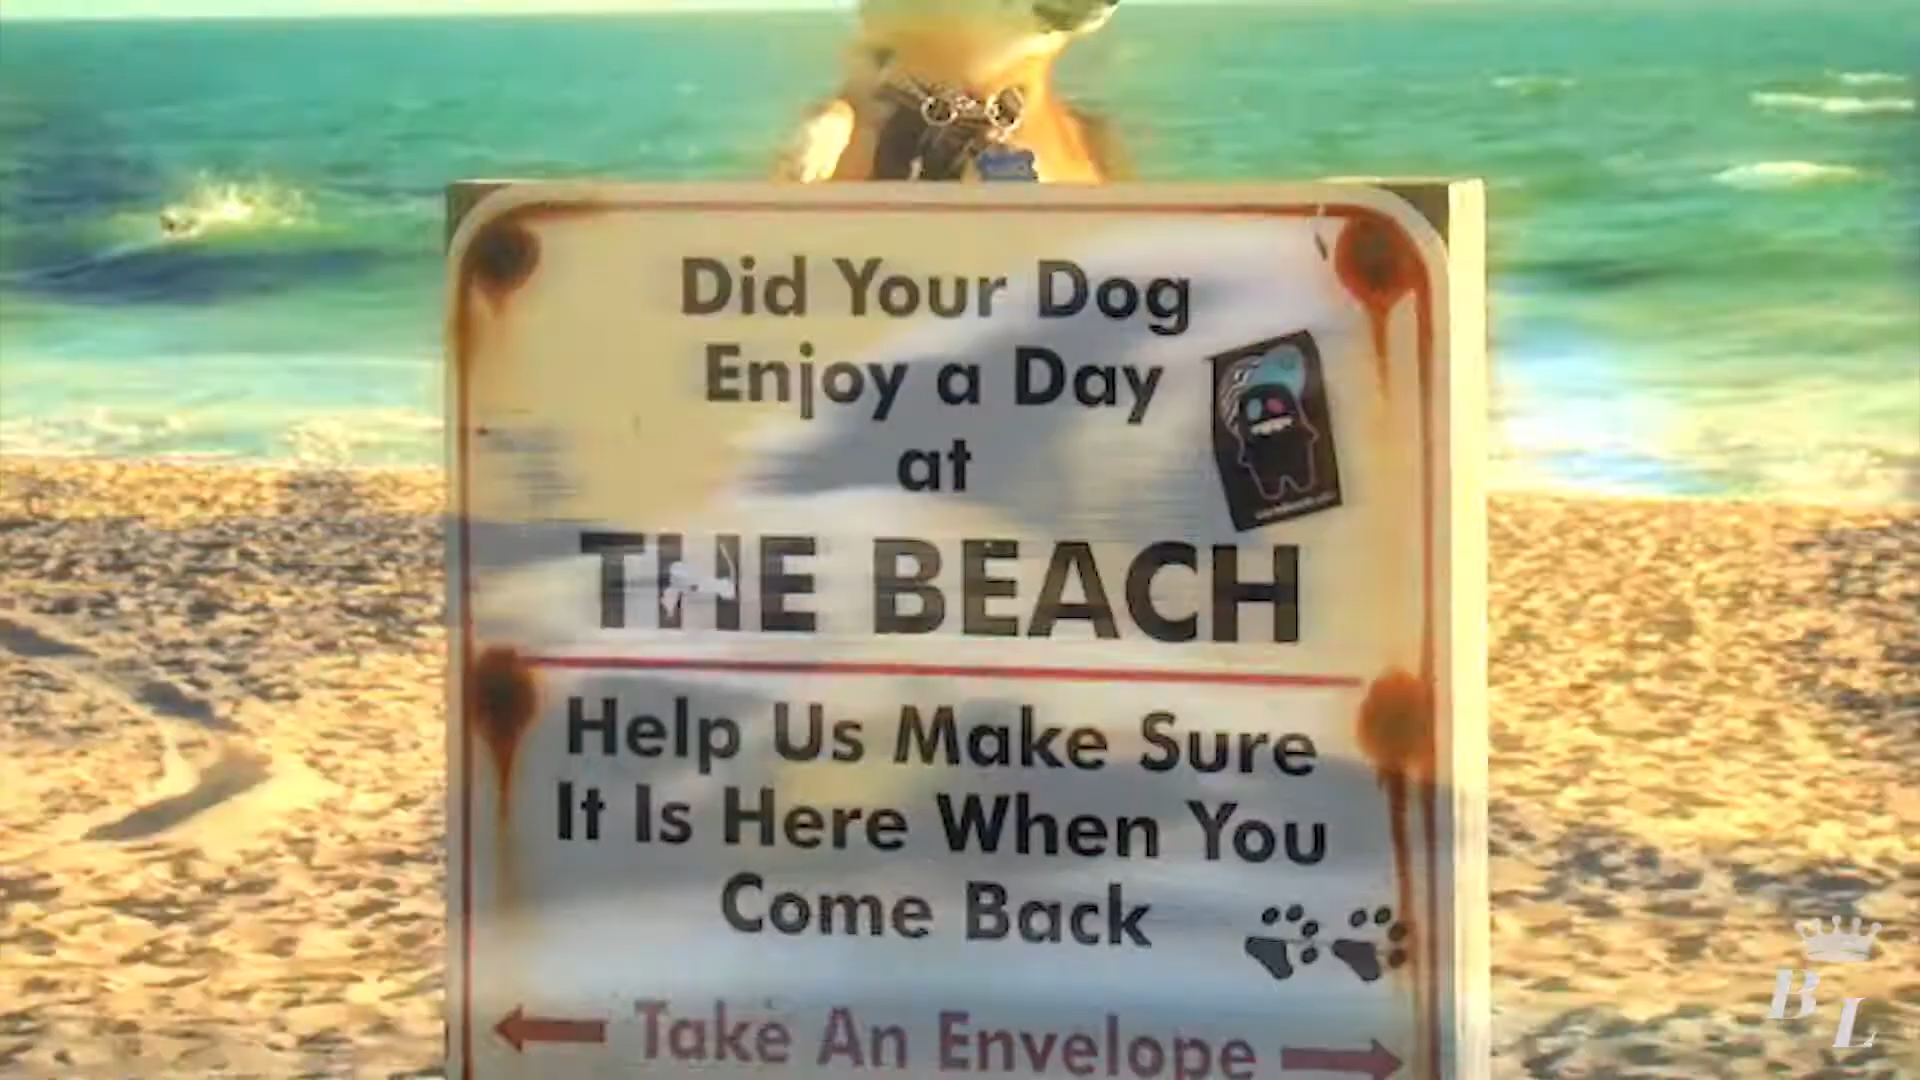 Did Your Dog
Enjoy a Day
at
THE BEACH
Help Us Make Sure
It Is Here When You
Come Back
Take An Envelope
B
L